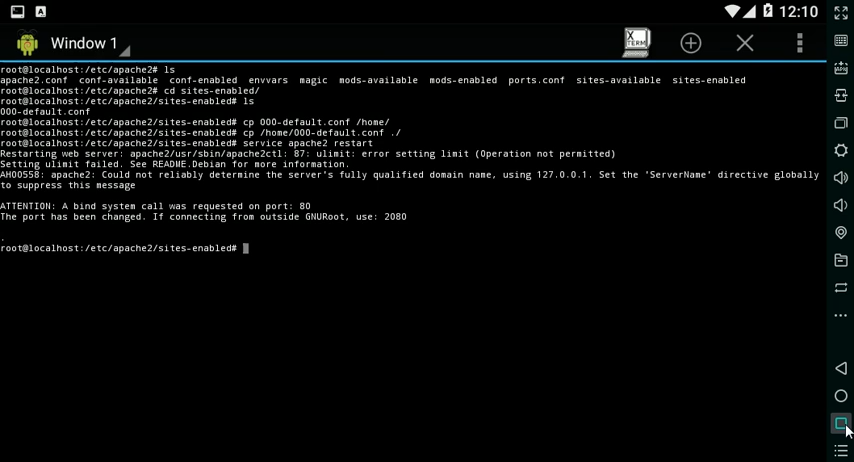 A
12:10
Window 1
X
TERM
root@localhost:/etc/apache2# ls
apache2.conf conf-available conf-enabled envvars magic mods-available mods-enabled ports.conf sites-available sites-enabled
root@localhost:/etc/apache2# cd sites-enabled/
root@localhost:/etc/apache2/sites-enabled# ls
000-default.conf
root@localhost:/etc/apache2/sites-enabled# cp 000-default.conf /home/
root@localhost:/etc/apache2/sites-enabled# cp /home/000-default.conf ./
root@localhost:/etc/apache2/sites-enabled# service apache2 restart
Restarting web server: apache2/usr/sbin/apache2ctl: 87: ulimit: error setting limit (Operation not permitted)
Setting ulimit failed. See README.Debian for more information.
AH00558: apache2: Could not reliably determine the server's fully qualified domain name, using 127.0.0.1. Set the 'ServerName' directive globally
to suppress this message
ATTENTION: A bind system call was requested on port: 80
The port has been changed. If connecting from outside GNURoot, use: 2080
.
root@localhost:/etc/apache2/sites-enabled#